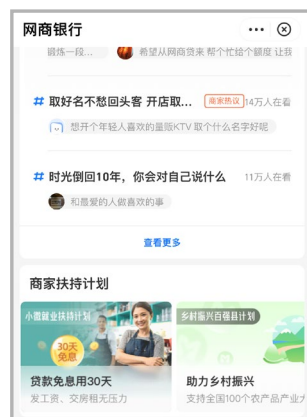 网商银行
锻炼一段...
希望从网商贷来帮个忙给个额度 让我
# 取好名不愁回头客 开店取... 商家热议 14万人在看
想开个年轻人喜欢的量贩KTV 取个什么名字好呢
# 时光倒回10年，你会对自己说什么 11万人在看
和最爱的人做喜欢的事
查看更多
商家扶持计划
小微就业扶持计划
30天
免息
贷款免息用30天
发工资、交房租无压力
乡村振兴百强县计划
助力乡村振兴
支持全国100个农产品产业